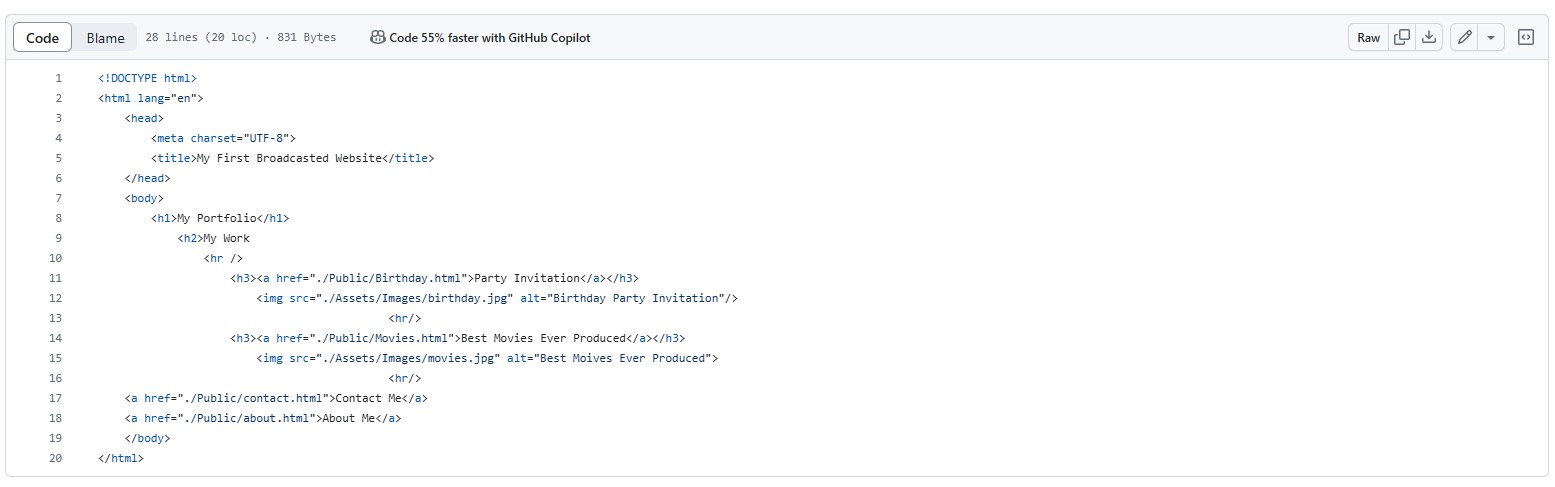 Code Blame 28 lines (20 loc) · 831 Bytes Code 55% faster with GitHub Copilot Raw
1 <!DOCTYPE html>
2 <html lang="en">
3 <head>
4 <meta charset="UTF-8">
5 <title>My First Broadcasted Website</title>
6 </head>
7 <body>
8 <h1>My Portfolio</h1>
9 <h2>My Work
10 <hr />
11 <h3><a href="./Public/Birthday.html">Party Invitation</a></h3>
12 <img src="./Assets/Images/birthday.jpg" alt="Birthday Party Invitation"/>
13 <hr/>
14 <h3><a href="./Public/Movies.html">Best Movies Ever Produced</a></h3>
15 <img src="./Assets/Images/movies.jpg" alt="Best Moives Ever Produced">
16 <hr/>
17 <a href="./Public/contact.html">Contact Me</a>
18 <a href="./Public/about.html">About Me</a>
19 </body>
20 </html>